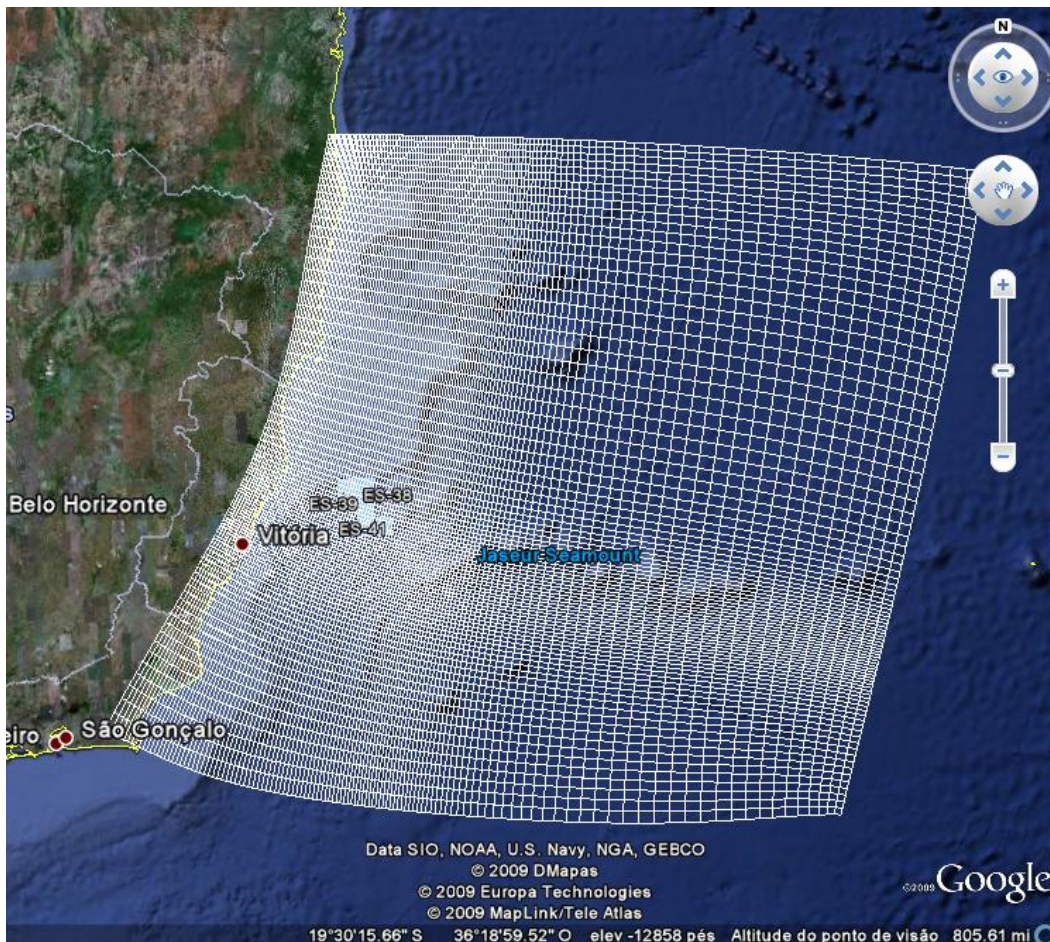 N
s
Belo Horizonte
ES-39
ES-38
ES-41
Vitória
Jaseur Seamount
eiro
São Gonçalo
Data SIO, NOAA, U.S. Navy, NGA, GEBCO
© 2009 DMapas
© 2009 Europa Technologies
© 2009 MapLink/Tele Atlas
©2009 Google
19°30'15.66" S 36°18'59.52" O elev -12858 pés Altitude do ponto de visão 805.61 mi